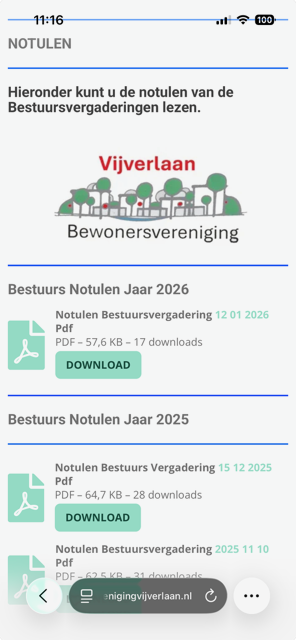 11:16
100
NOTULEN
Hieronder kunt u de notulen van de
Bestuursvergaderingen lezen.
Vijverlaan
Bewonersvereniging
Bestuurs Notulen Jaar 2026
Notulen Bestuursvergadering 12 01 2026
Pdf
PDF – 57,6 KB – 17 downloads
DOWNLOAD
Bestuurs Notulen Jaar 2025
Notulen Bestuurs Vergadering 15 12 2025
Pdf
PDF – 64,7 KB – 28 downloads
DOWNLOAD
Notulen Bestuursvergadering 2025 11 10
Pdf
PDF – 62,5 KB – 31 downloads
enigingvijverlaan.nl